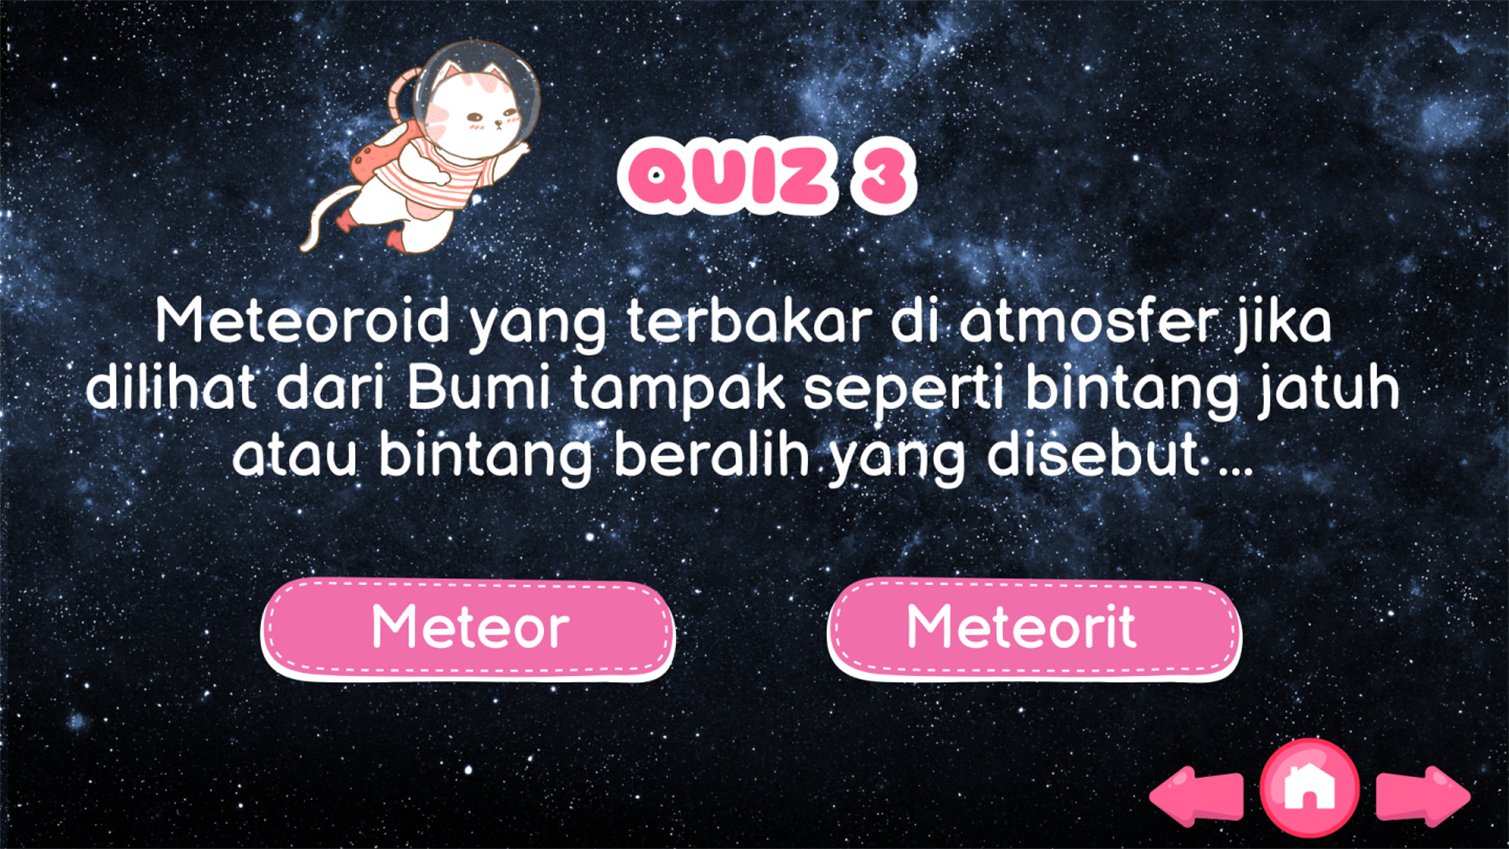 QUIZ 3
Meteoroid yang terbakar di atmosfer jika
dilihat dari Bumi tampak seperti bintang jatuh
atau bintang beralih yang disebut ...
Meteor
Meteorit